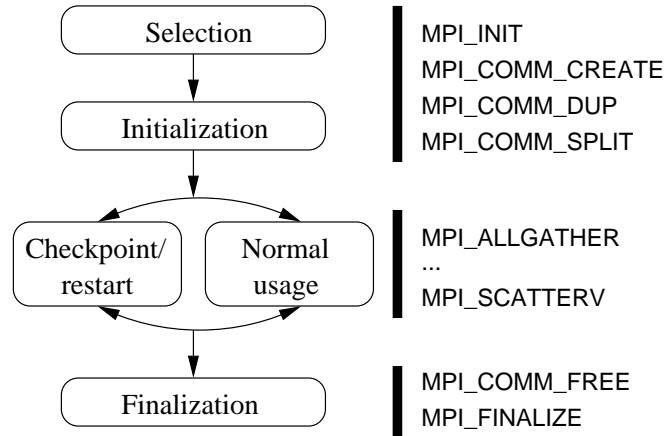 Selection
Initialization
Checkpoint/
restart
Normal
usage
Finalization
MPI_INIT
MPI_COMM_CREATE
MPI_COMM_DUP
MPI_COMM_SPLIT
MPI_ALLGATHER
...
MPI_SCATTERV
MPI_COMM_FREE
MPI_FINALIZE